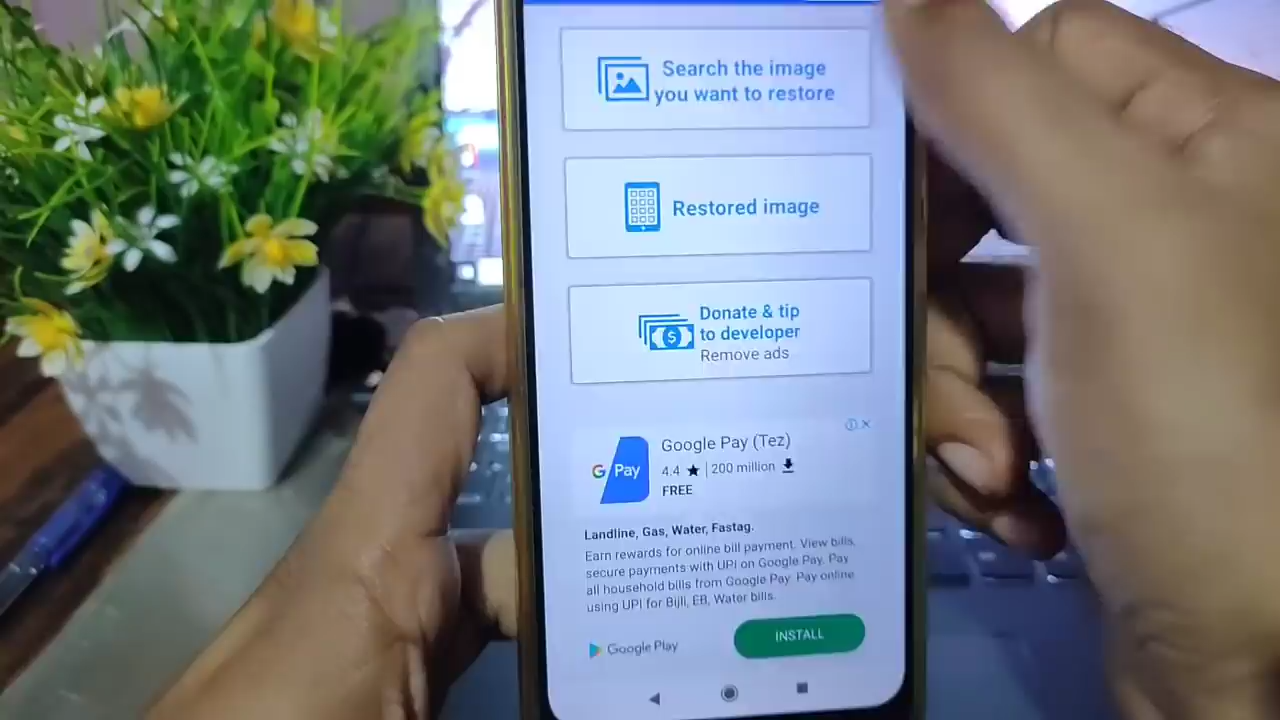 Search the image
you want to restore
Restored image
Donate & tip
to developer
Remove ads
Google Pay (Tez)
G Pay
4.4 ★ | 200 million
FREE
Landline, Gas, Water, Fastag.
Earn rewards for online bill payment. View bills,
secure payments with UPI on Google Pay. Pay
all household bills from Google Pay. Pay online
using UPI for Bijli, EB, Water bills.
Google Play
INSTALL